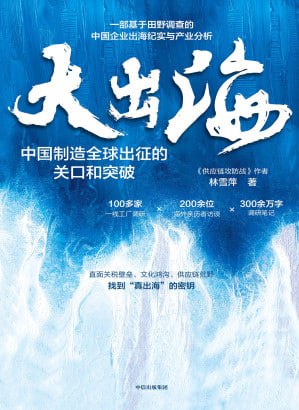 一部基于田野调查的
中国企业出海纪实与产业分析
大出海
中国制造全球出征的
关口和突破
《供应链攻防战》作者
林雪萍 著
100多家 × 200余位 × 300余万字
一线工厂调研 海外亲历者访谈 调研笔记
直面关税壁垒、文化鸿沟、供应链荒野
找到“真出海”的密钥
中信出版集团